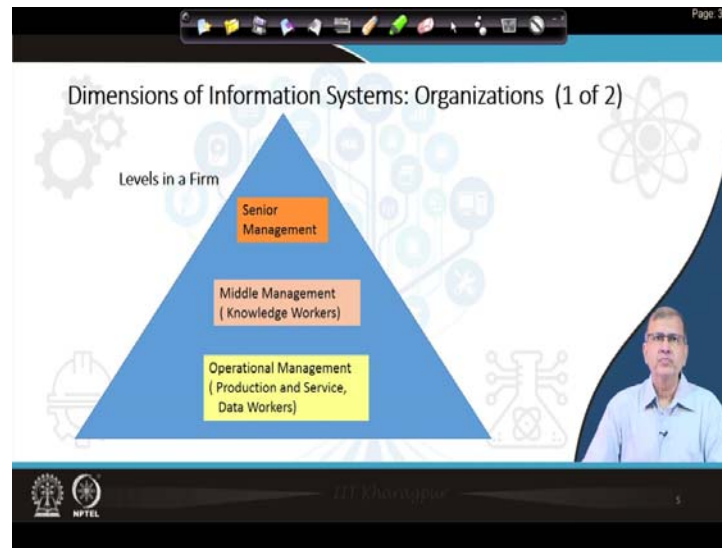 Page. 3
Dimensions of Information Systems: Organizations (1 of 2)
Levels in a Firm
Senior
Management
Middle Management
( Knowledge Workers)
Operational Management
( Production and Service,
Data Workers)
IIT Kharagpur
NPTEL
5